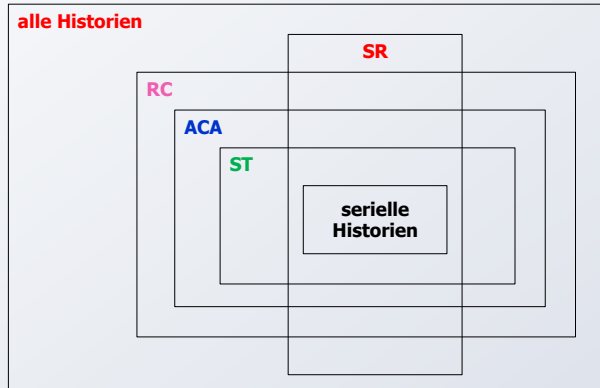 alle Historien
SR
RC
ACA
ST
serielle
Historien